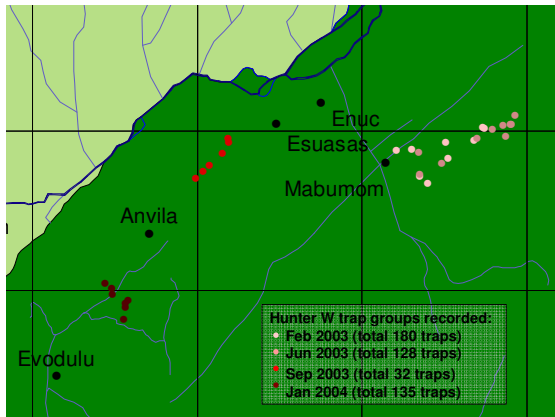 Enuc
Esuasas
Mabumom
Anvila
Evodulu
Hunter W trap groups recorded:
Feb 2003 (total 180 traps)
Jun 2003 (total 128 traps)
Sep 2003 (total 32 traps)
Jan 2004 (total 135 traps)